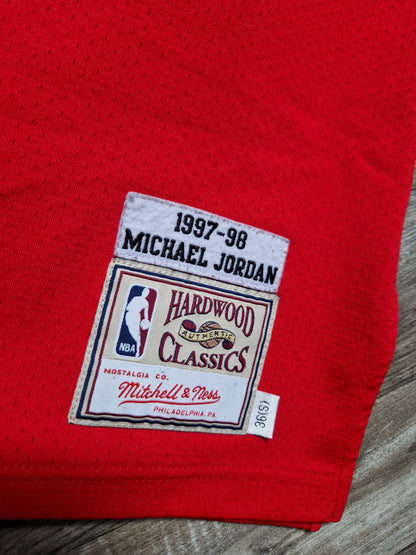 1997-98
MICHAEL JORDAN
NBA
HARDWOOD
AUTHENTIC
CLASSICS
NOSTALGIA CO.
Mitchell & Ness
PHILADELPHIA, PA
36(S)